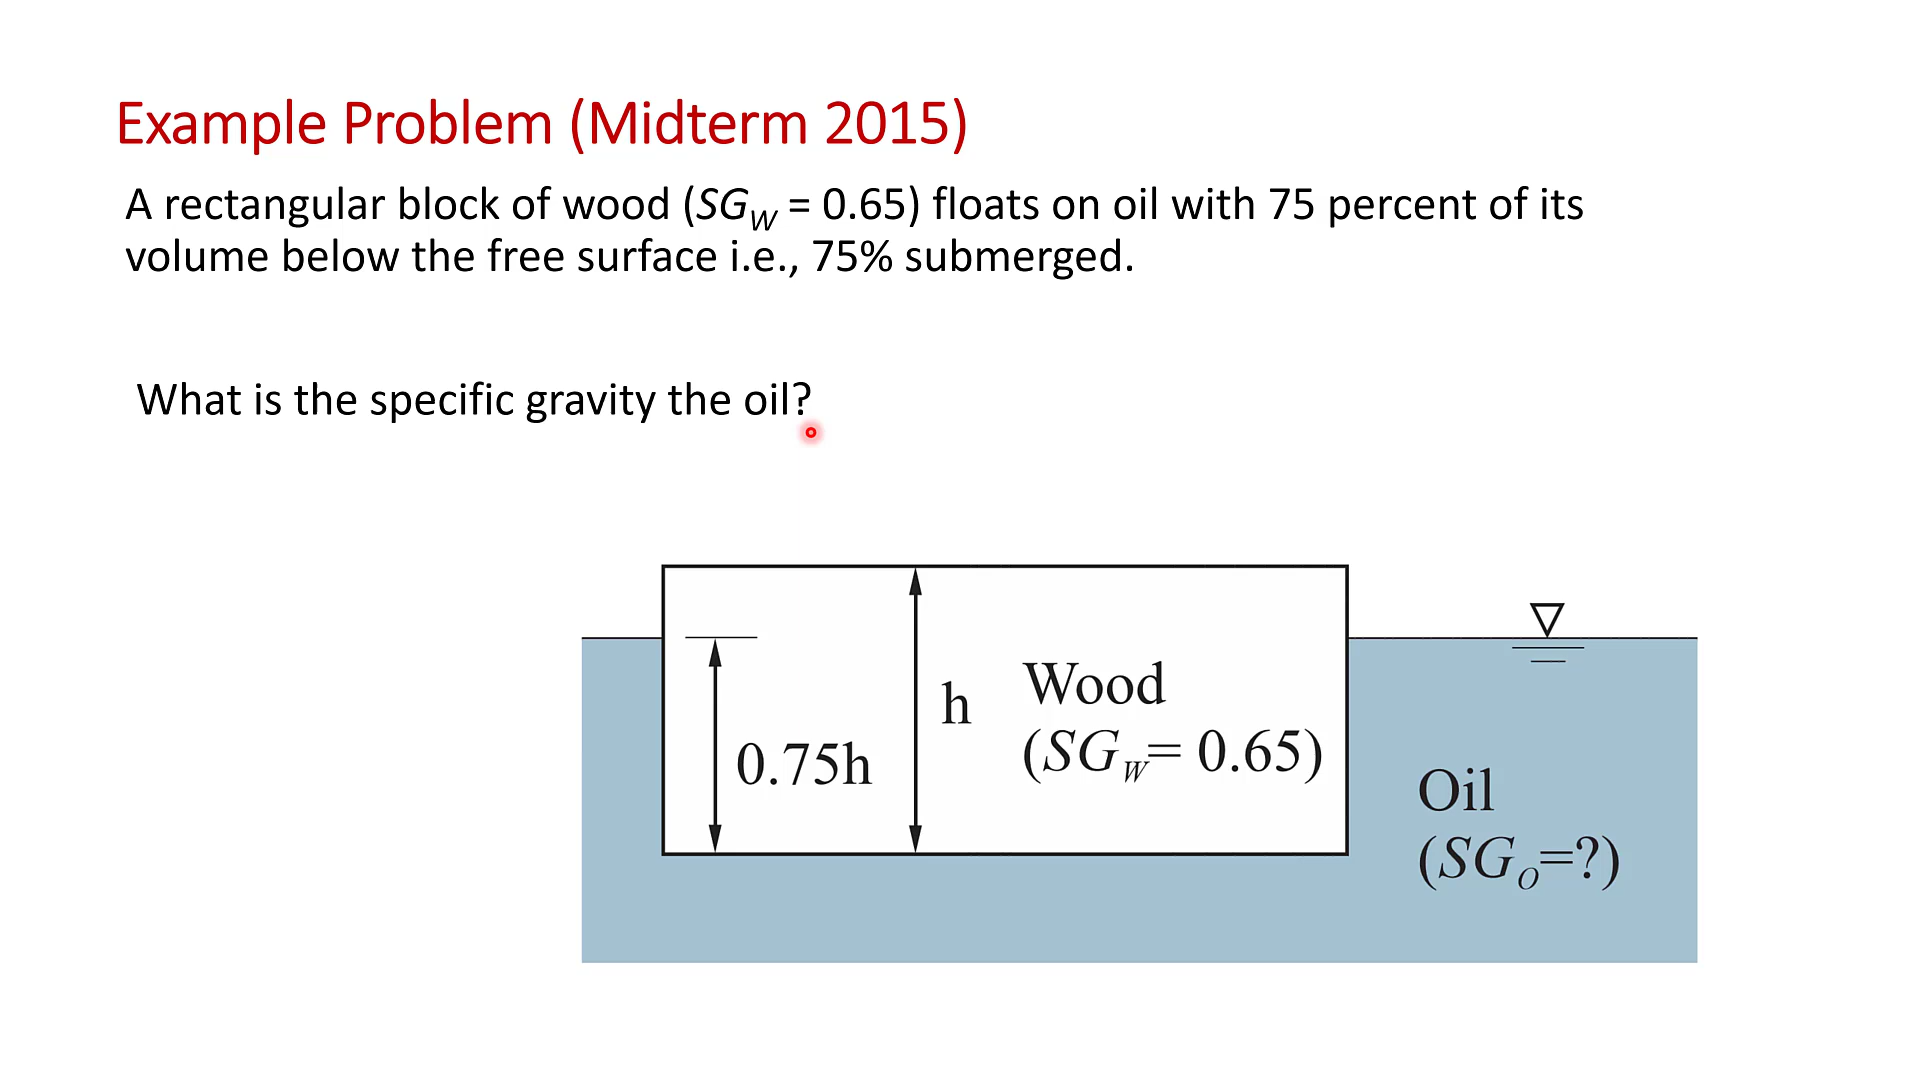 Example Problem (Midterm 2015)
A rectangular block of wood (SG_W = 0.65) floats on oil with 75 percent of its
volume below the free surface i.e., 75% submerged.
What is the specific gravity the oil?
h
Wood
0.75h
(SG_W= 0.65)
Oil
(SG_O=?)